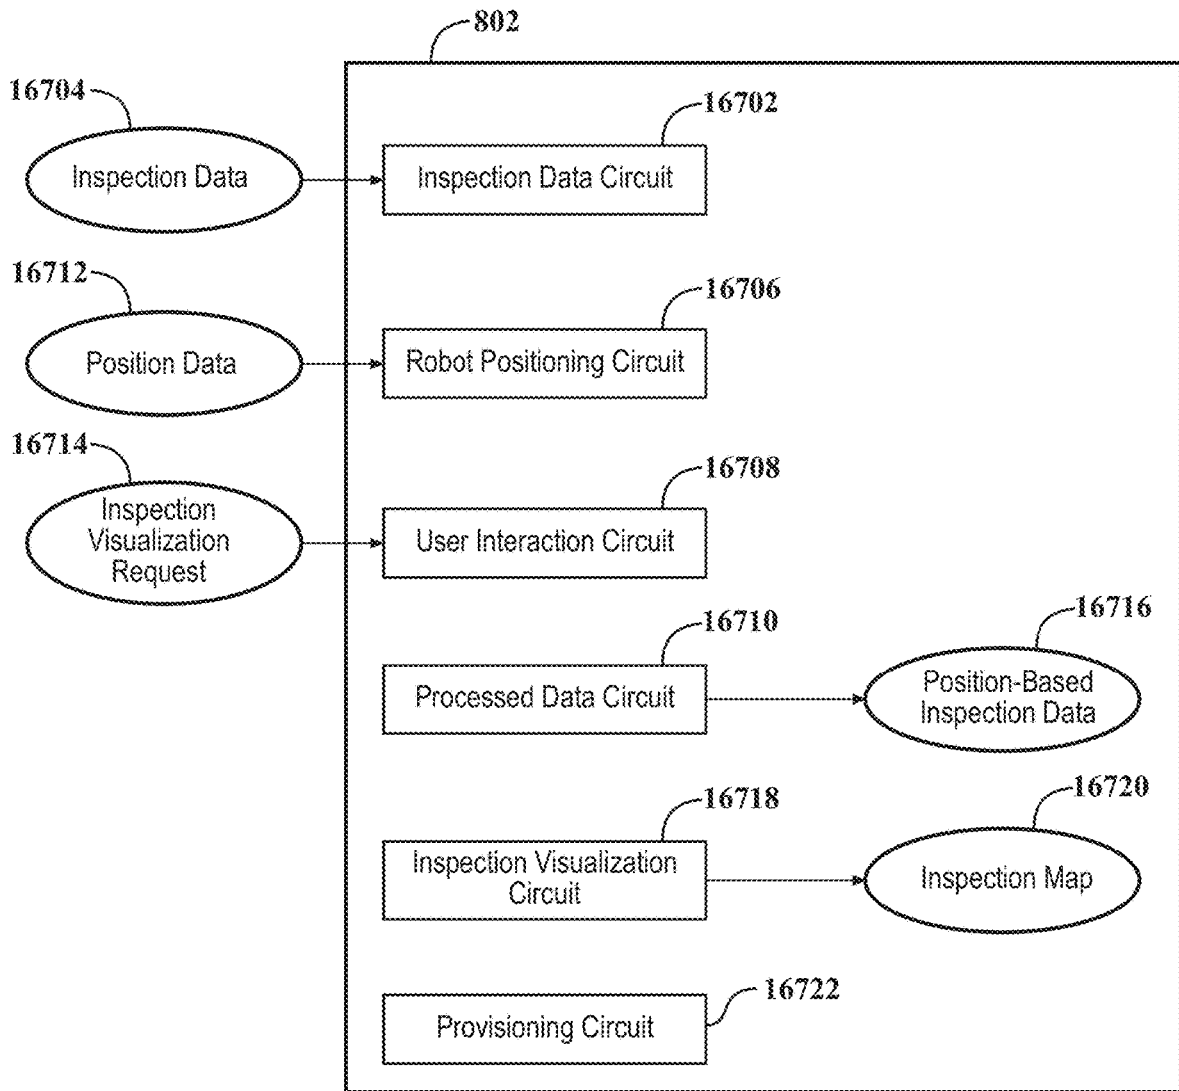 802
16704
16702
Inspection Data
Inspection Data Circuit
16712
16706
Position Data
Robot Positioning Circuit
16714
16708
Inspection
Visualization
Request
User Interaction Circuit
16710
16716
Processed Data Circuit
Position-Based
Inspection Data
16718
16720
Inspection Visualization
Circuit
Inspection Map
16722
Provisioning Circuit